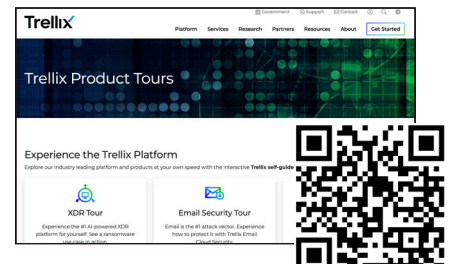 Government Support Contact
Trellix
Platform Services Research Partners Resources About Get Started
Trellix Product Tours
Experience the Trellix Platform
Explore our industry leading platform and products at your own speed with the interactive Trellix self-guide
XDR Tour
Experience the #1 AI-powered XDR
platform for yourself. See a ransomware
use case in action.
Email Security Tour
Email is the #1 attack vector. Experience
how to protect it with Trellix Email
Cloud Security.